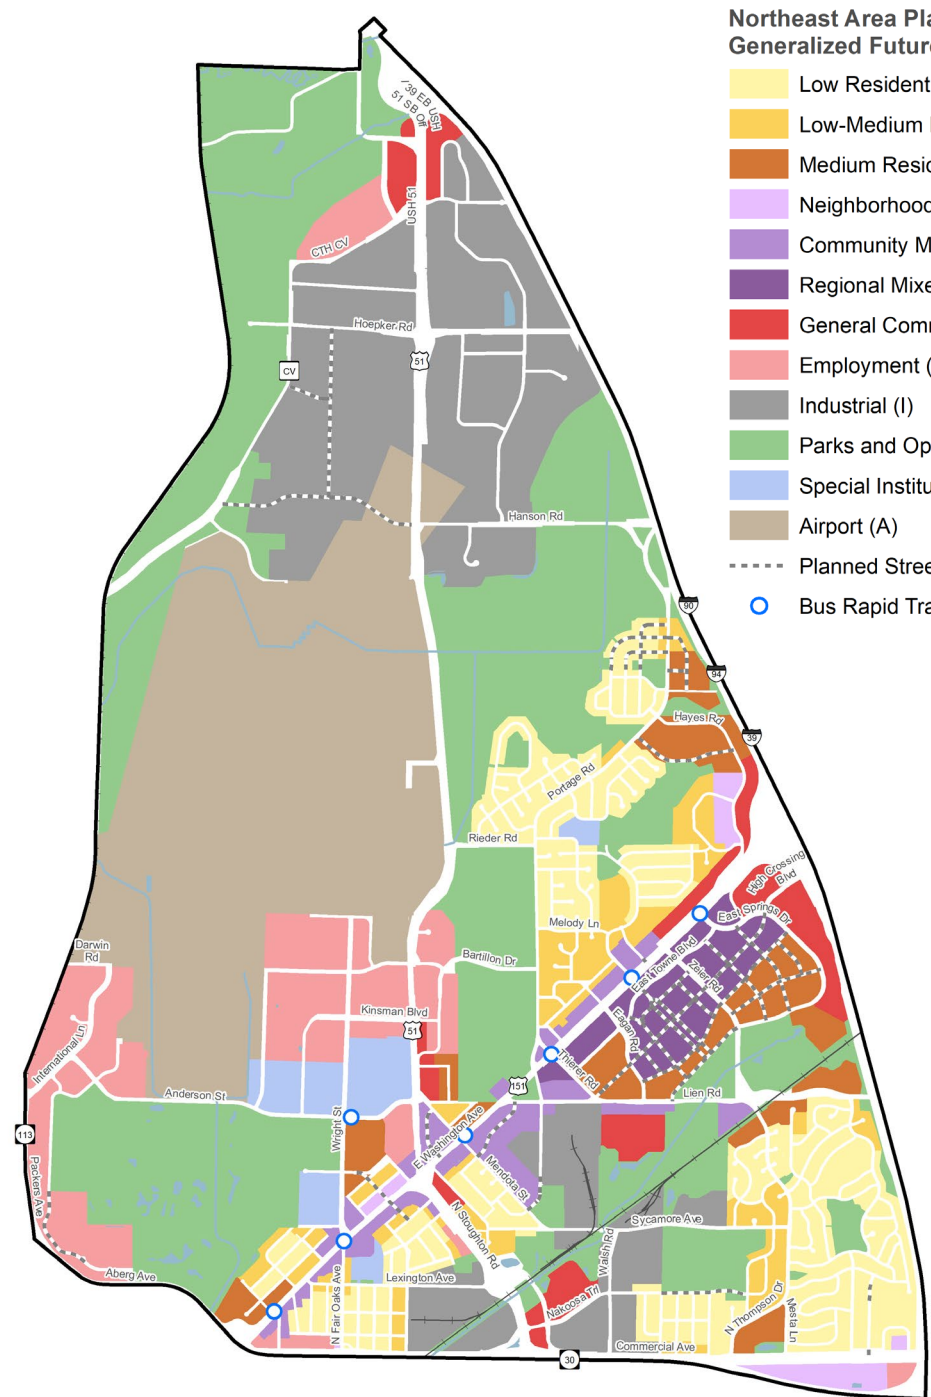 Northeast Area Pla
Generalized Future
Low Resident
Low-Medium
Medium Resid
Neighborhood
Community M
Regional Mixe
General Comm
Employment (
Industrial (I)
Parks and Op
Special Institu
Airport (A)
Planned Stree
Bus Rapid Tra
39 EB USH
51 SB Off
USH 51
CTH CV
Hoepker Rd
51
CV
Hanson Rd
90
94
Hayes Rd
39
Portage Rd
Rieder Rd
High Crossing
Blvd
East Springs Dr
Melody Ln
East Towne Blvd
Zeier Rd
Darwin
Rd
Bartillon Dr
Kinsman Blvd
51
Eagan Rd
Thierer Rd
International Ln
151
Anderson St
Lien Rd
Wright St
E Washington Ave
113
Packers Ave
Mendota St
N Stoughton Rd
Sycamore Ave
Walsh Rd
Aberg Ave
N Fair Oaks Ave
Lexington Ave
Nakoosa Trl
N Thompson Dr
Mesta Ln
Commercial Ave
30